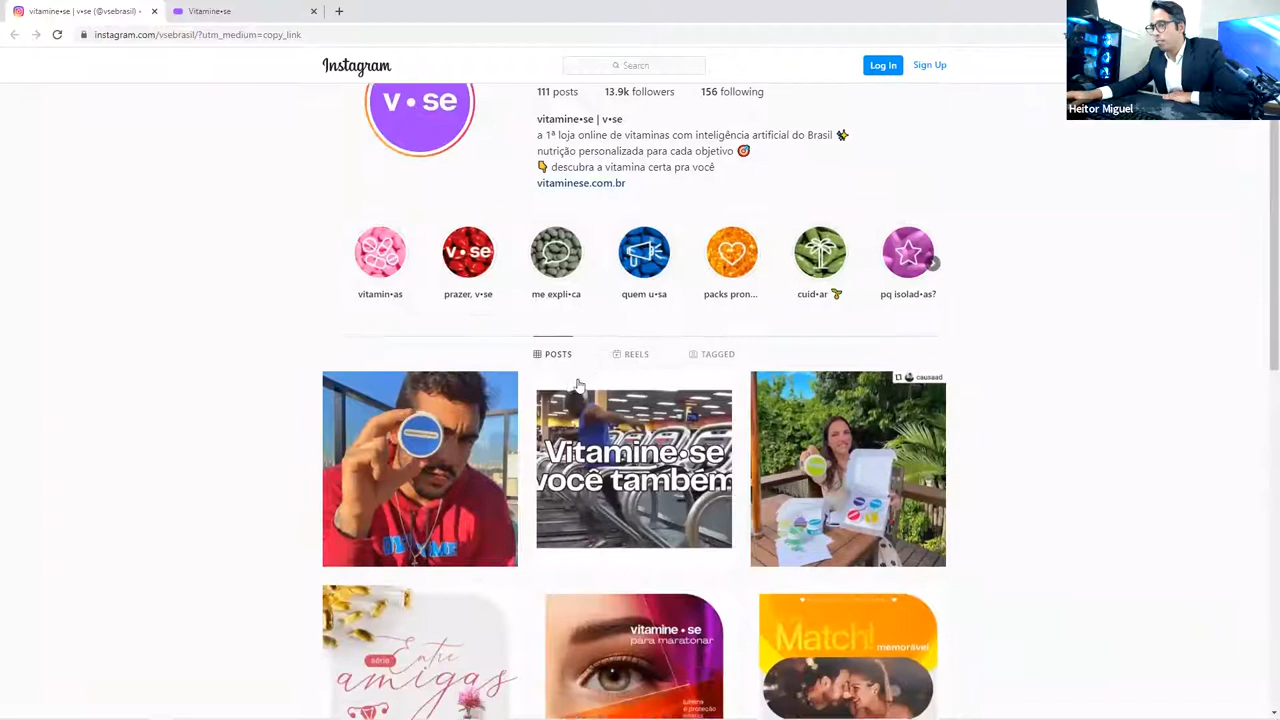 vitamine•se | v•se (@vsebrasil)
Vitamine•se
instagram.com/vsebrasil/?utm_medium=copy_link
Instagram
Search
Log In
Sign Up
Heitor Miguel
v•se
111 posts
13.9k followers
156 following
vitamine•se | v•se
a 1ª loja online de vitaminas com inteligência artificial do Brasil
nutrição personalizada para cada objetivo
descubra a vitamina certa pra você
vitaminese.com.br
v•se
vitamin•as
prazer, v•se
me expli•ca
quem u•sa
packs pron...
cuid•ar
pq isolad•as?
POSTS
REELS
TAGGED
causaad
Vitamine•se
você também
série
Entre
amigas
vitamine•se
para maratonar
luteína
é proteção
Match!
memorável